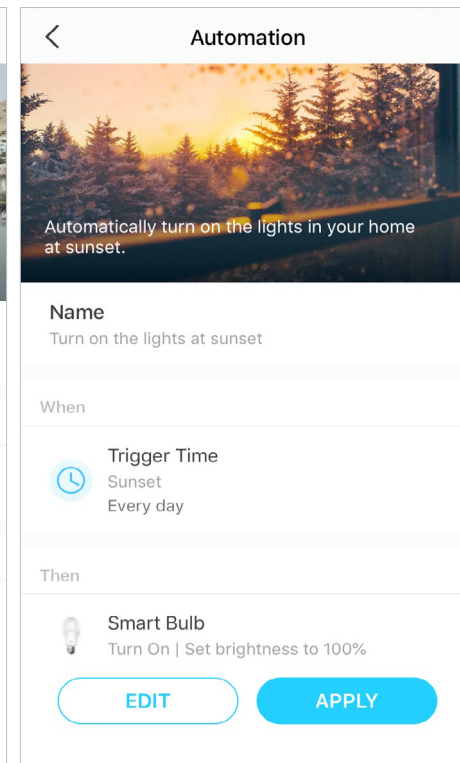 Automation
Automatically turn on the lights in your home
at sunset.
Name
Turn on the lights at sunset
When
Trigger Time
Sunset
Every day
Then
Smart Bulb
Turn On | Set brightness to 100%
EDIT
APPLY